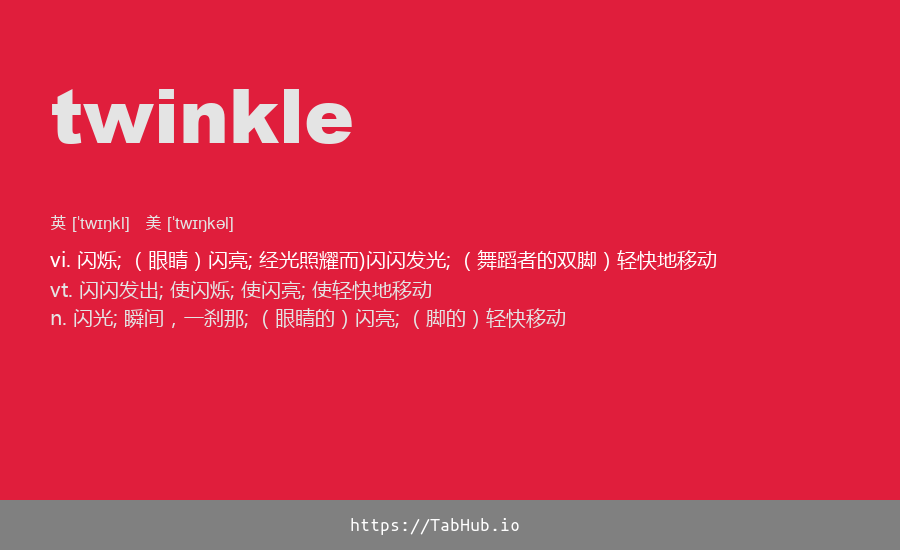 twinkle
英 [ˈtwɪŋkl] 美 [ˈtwɪŋkəl]
vi. 闪烁; （眼睛）闪亮; 经光照耀而)闪闪发光; （舞蹈者的双脚）轻快地移动
vt. 闪闪发出; 使闪烁; 使闪亮; 使轻快地移动
n. 闪光; 瞬间，一刹那; （眼睛的）闪亮; （脚的）轻快移动
https://TabHub.io